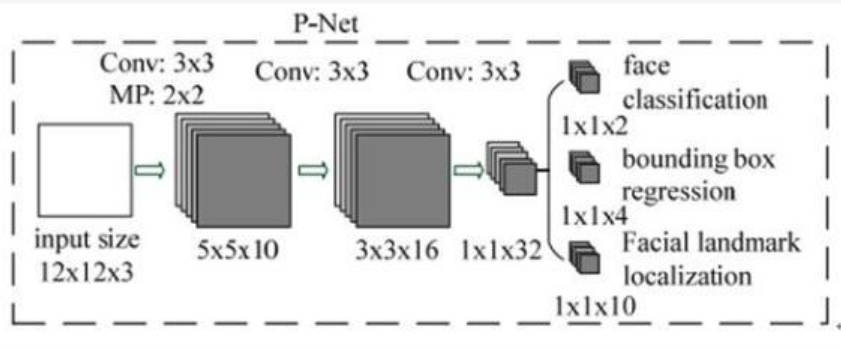 P-Net
Conv: 3x3
MP: 2x2
Conv: 3x3
Conv: 3x3
input size
12x12x3
5x5x10
3x3x16
1x1x32
face
classification
1x1x2
bounding box
regression
1x1x4
Facial landmark
localization
1x1x10